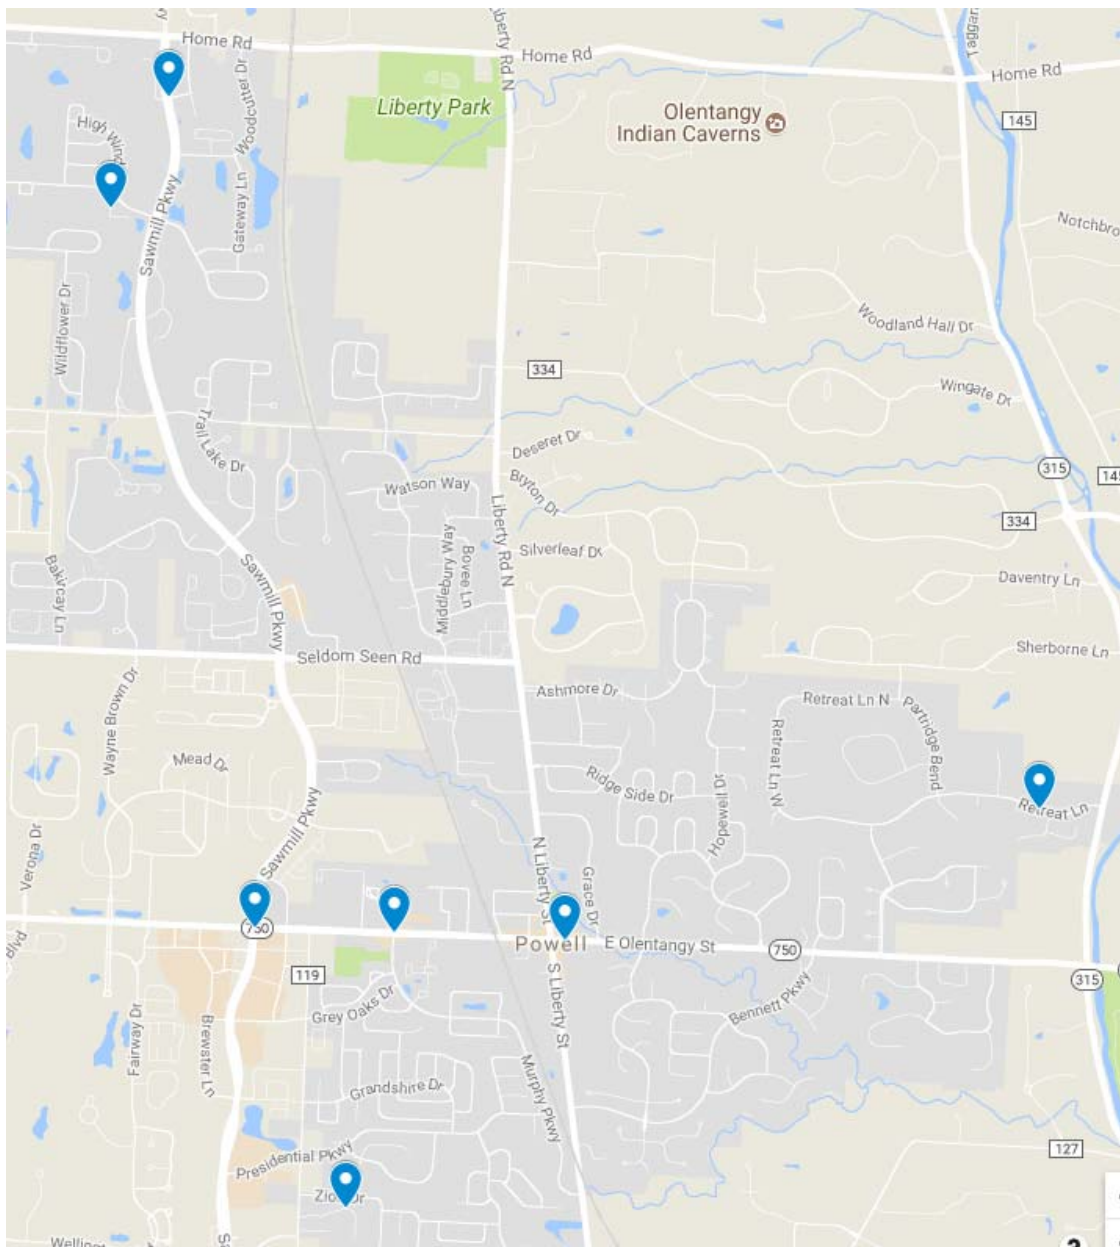 Home Rd
Home Rd
Home Rd
Liberty Rd N
Liberty Park
Olentangy
Indian Caverns
145
High Wind
Woodcutter Dr
Gateway Ln
Sawmill Pkwy
Wildflower Dr
Woodland Hall Dr
334
Wingate Dr
Trail Lake Dr
Deseret Dr
Watson Way
Bryton Dr
315
334
Liberty Rd N
Middlebury Way
Bovee Ln
Silverleaf Dr
Daventry Ln
Sawmill Pkwy
Seldom Seen Rd
Sherborne Ln
Ashmore Dr
Retreat Ln N
Partridge Bend
Wayne Brown Dr
Mead Dr
Ridge Side Dr
Hopewell Dr
Retreat Ln W
Retreat Ln
Verona Dr
Sawmill Pkwy
N Liberty St
Grace Dr
750
Powell
E Olentangy St
750
Blvd
119
315
S Liberty St
Bennett Pkwy
Grey Oaks Dr
Fairway Dr
Brewster Ln
Grandshire Dr
Murphy Pkwy
Presidential Pkwy
127